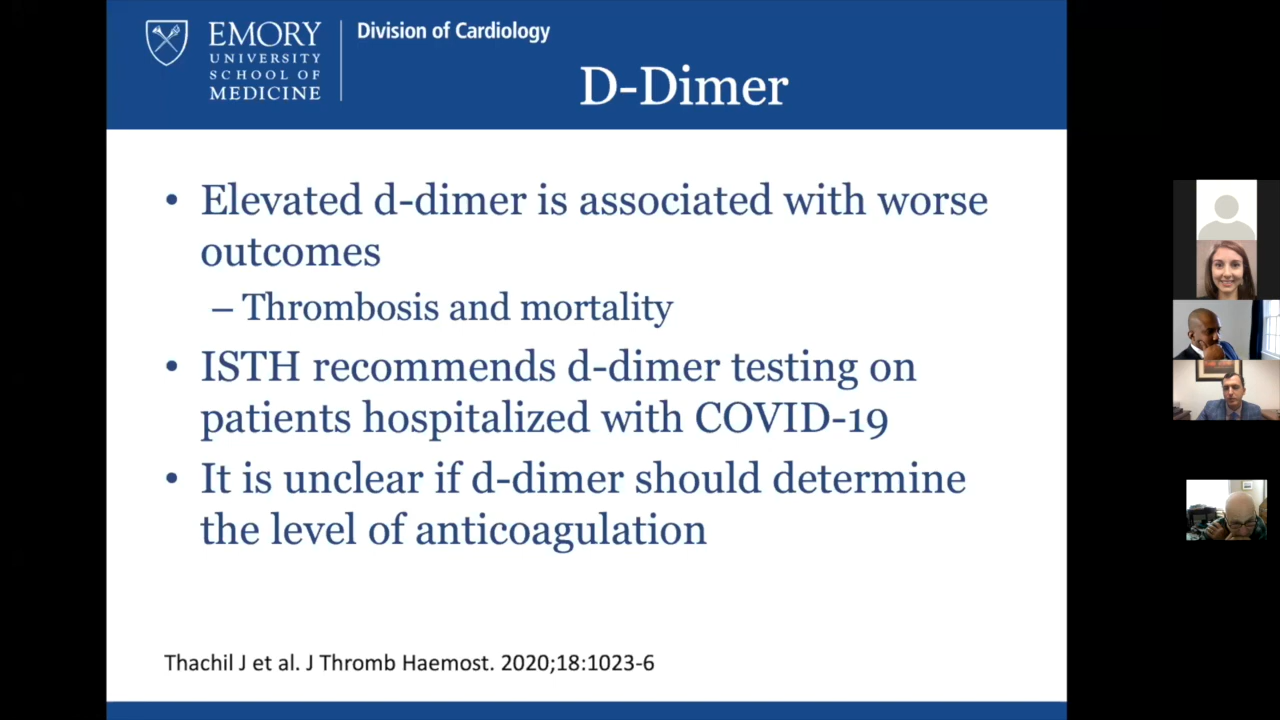 EMORY
UNIVERSITY
SCHOOL OF
MEDICINE
Division of Cardiology
D-Dimer
• Elevated d-dimer is associated with worse
outcomes
– Thrombosis and mortality
• ISTH recommends d-dimer testing on
patients hospitalized with COVID-19
• It is unclear if d-dimer should determine
the level of anticoagulation
Thachil J et al. J Thromb Haemost. 2020;18:1023-6